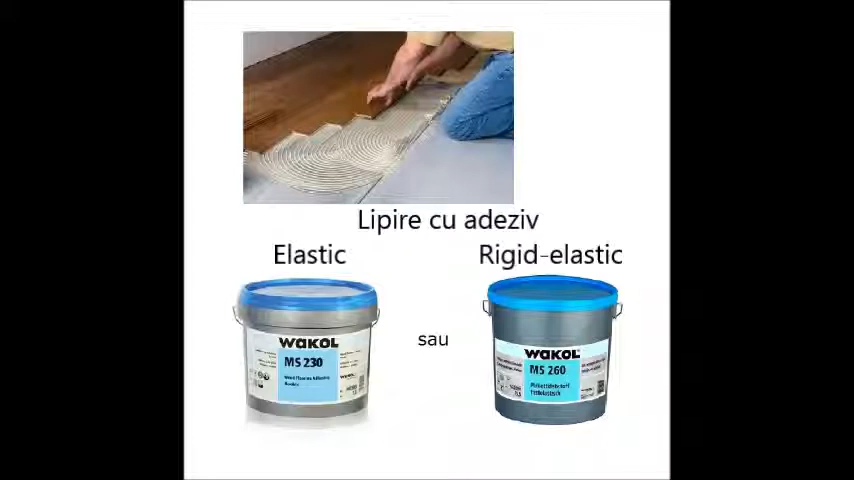 Lipire cu adeziv
Elastic
Rigid-elastic
sau
WAKOL
MS 230
WAKOL
MS 260